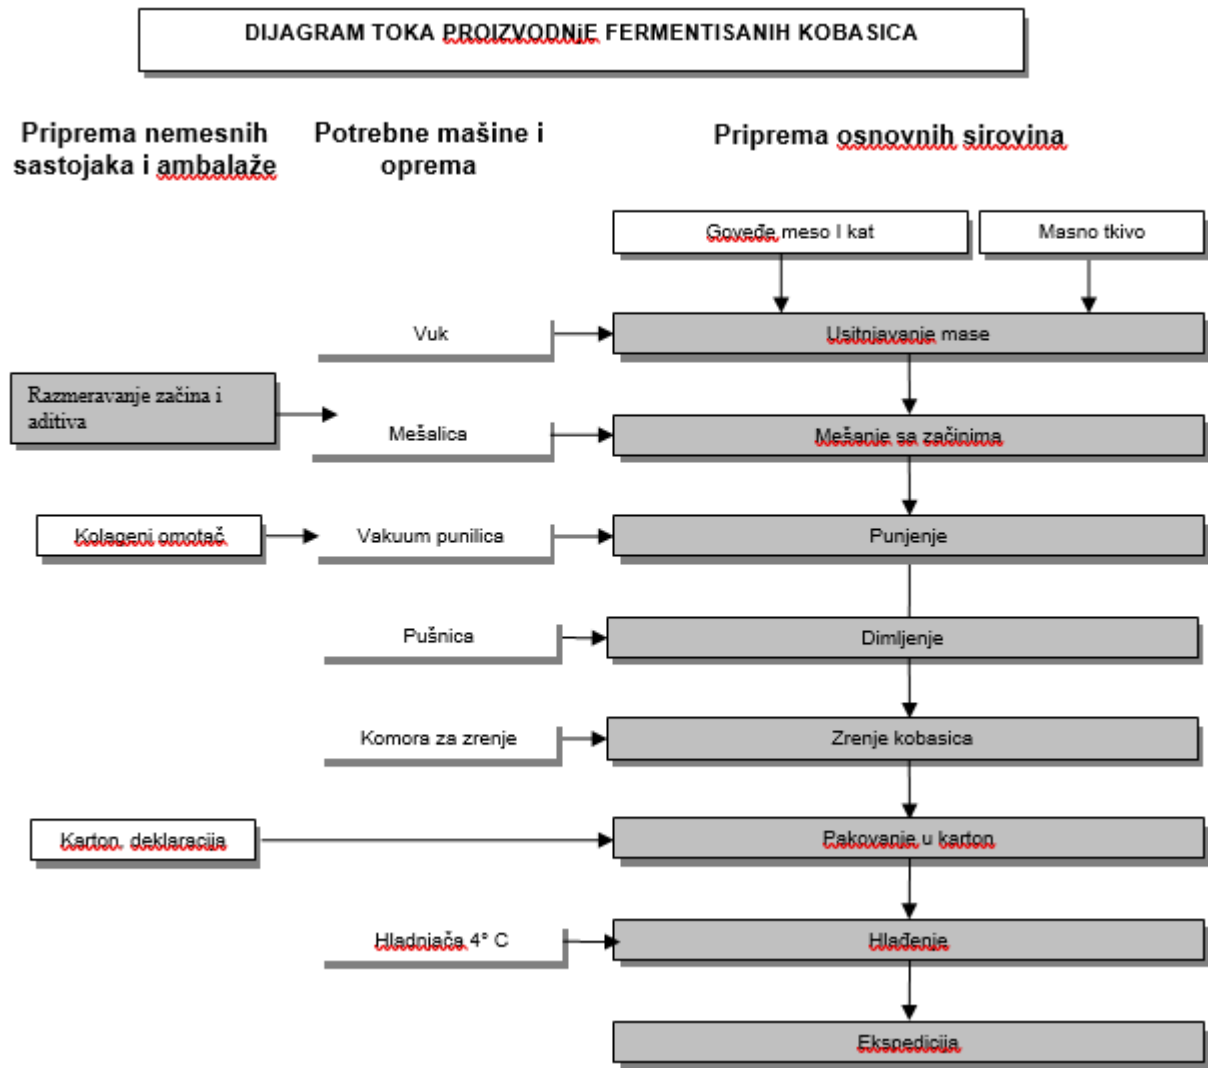 DIJAGRAM TOKA PROIZVODNjE FERMENTISANIH KOBASICA
Priprema nemesnih
sastojaka i ambalaže
Potrebne mašine i
oprema
Priprema osnovnih sirovina
Goveđe meso I kat
Masno tkivo
Vuk
Usitnjavanje mase
Razmeravanje začina i
aditiva
Mešalica
Mešanje sa začinima
Kolageni omotač
Vakuum punilica
Punjenje
Pušnica
Dimljenje
Komora za zrenje
Zrenje kobasica
Karton, deklaracija
Pakovanje u karton
Hladnjača 4° C
Hlađenje
Ekspedicija